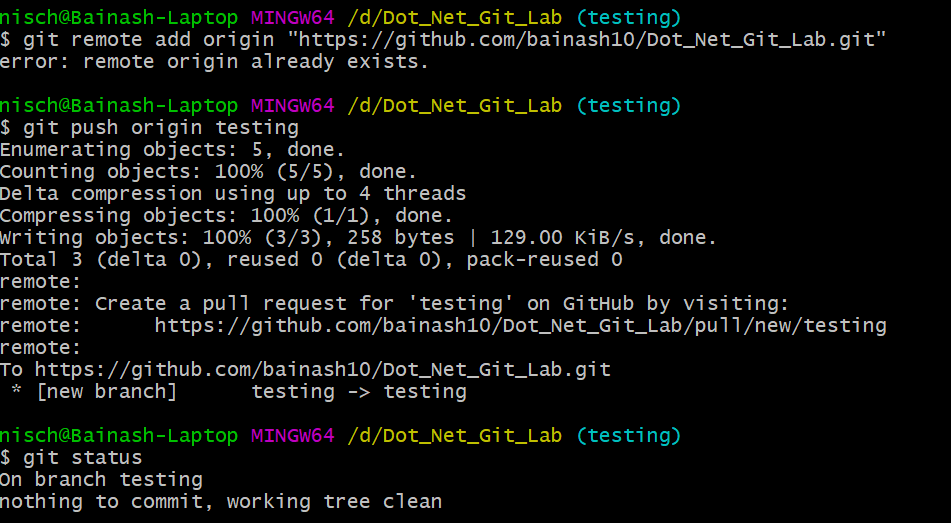 nisch@Bainash-Laptop MINGW64 /d/Dot_Net_Git_Lab (testing)
$ git remote add origin "https://github.com/bainash10/Dot_Net_Git_Lab.git"
error: remote origin already exists.
nisch@Bainash-Laptop MINGW64 /d/Dot_Net_Git_Lab (testing)
$ git push origin testing
Enumerating objects: 5, done.
Counting objects: 100% (5/5), done.
Delta compression using up to 4 threads
Compressing objects: 100% (1/1), done.
Writing objects: 100% (3/3), 258 bytes | 129.00 KiB/s, done.
Total 3 (delta 0), reused 0 (delta 0), pack-reused 0
remote:
remote: Create a pull request for 'testing' on GitHub by visiting:
remote:      https://github.com/bainash10/Dot_Net_Git_Lab/pull/new/testing
remote:
To https://github.com/bainash10/Dot_Net_Git_Lab.git
 * [new branch]      testing -> testing
nisch@Bainash-Laptop MINGW64 /d/Dot_Net_Git_Lab (testing)
$ git status
On branch testing
nothing to commit, working tree clean